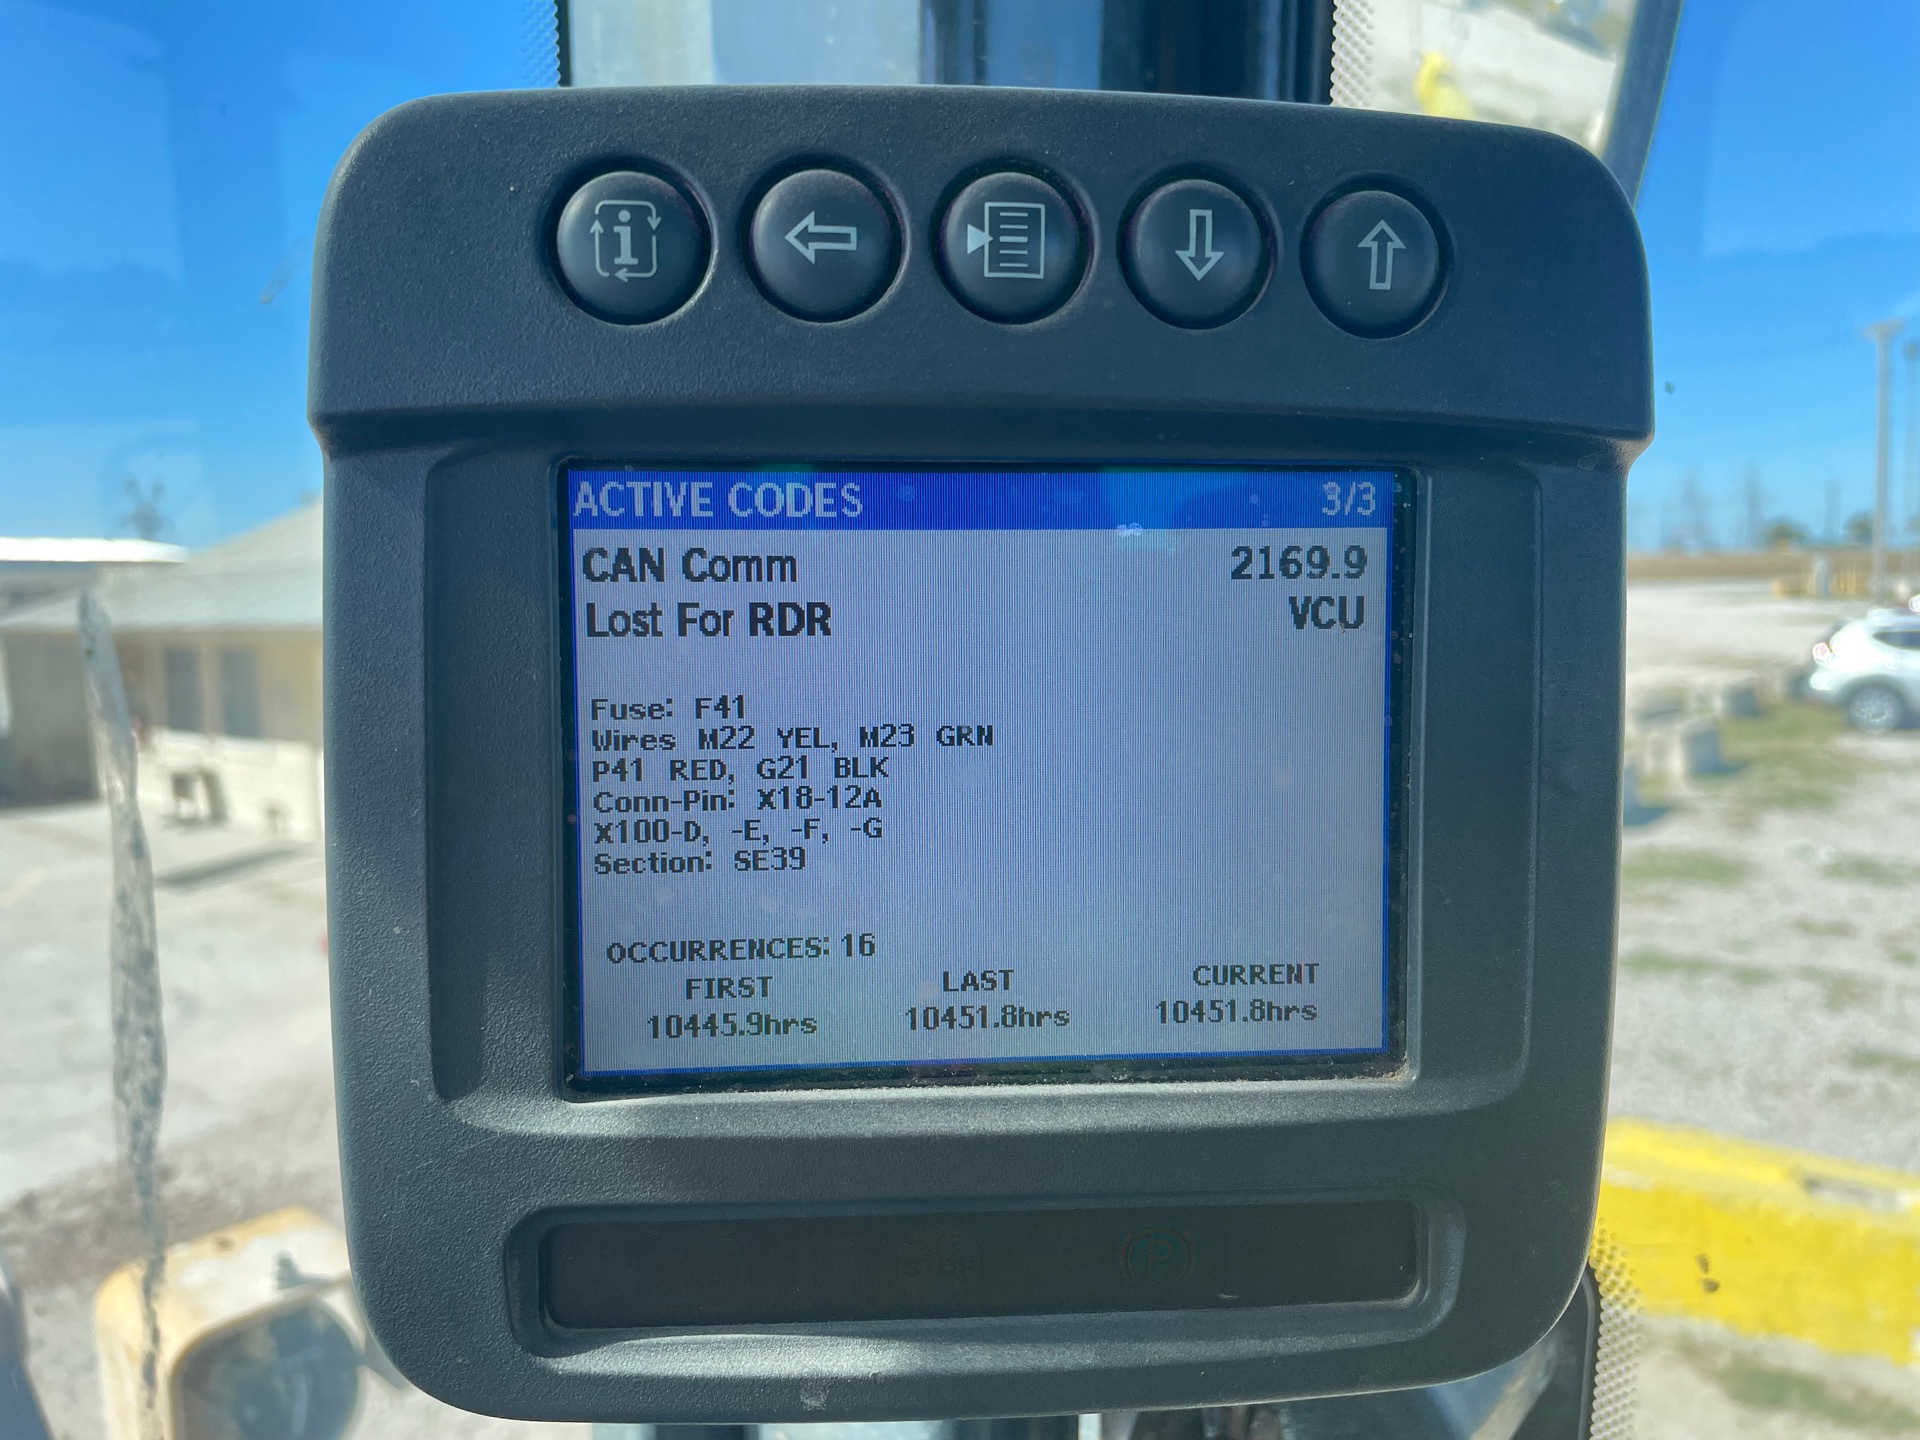 ACTIVE CODES 3/3
CAN Comm 2169.9
Lost For RDR VCU
Fuse: F41
Wires M22 YEL, M23 GRN
P41 RED, G21 BLK
Conn-Pin: X18-12A
X100-D, -E, -F, -G
Section: SE39
OCCURRENCES: 16
FIRST LAST CURRENT
10445.9hrs 10451.8hrs 10451.8hrs